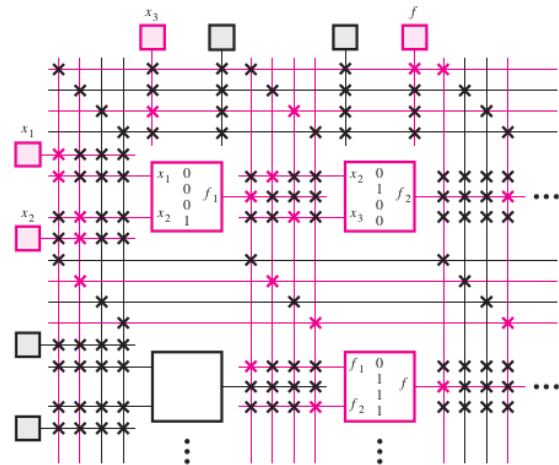 x₃ f
x₁
x₁ 0
0
0
x₂ 1
f₁
x₂ 0
1
0
x₃ 0
f₂
x₂
f₁ 0
1
1
f₂ 1
f